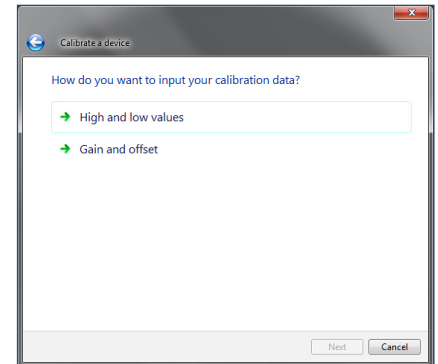 Calibrate a device
How do you want to input your calibration data?
High and low values
Gain and offset
Next
Cancel